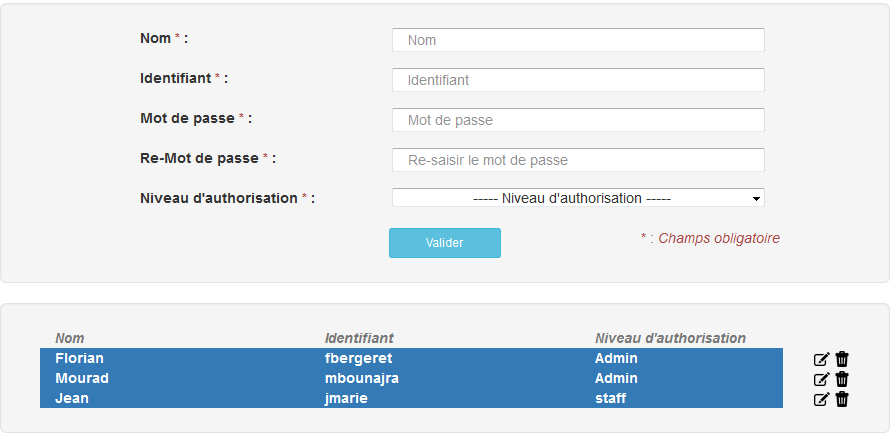 Nom * :
Nom
Identifiant * :
Identifiant
Mot de passe * :
Mot de passe
Re-Mot de passe * :
Re-saisir le mot de passe
Niveau d'authorisation * :
----- Niveau d'authorisation -----
Valider
* : Champs obligatoire
Nom Identifiant Niveau d'authorisation
Florian fbergeret Admin
Mourad mbounajra Admin
Jean jmarie staff